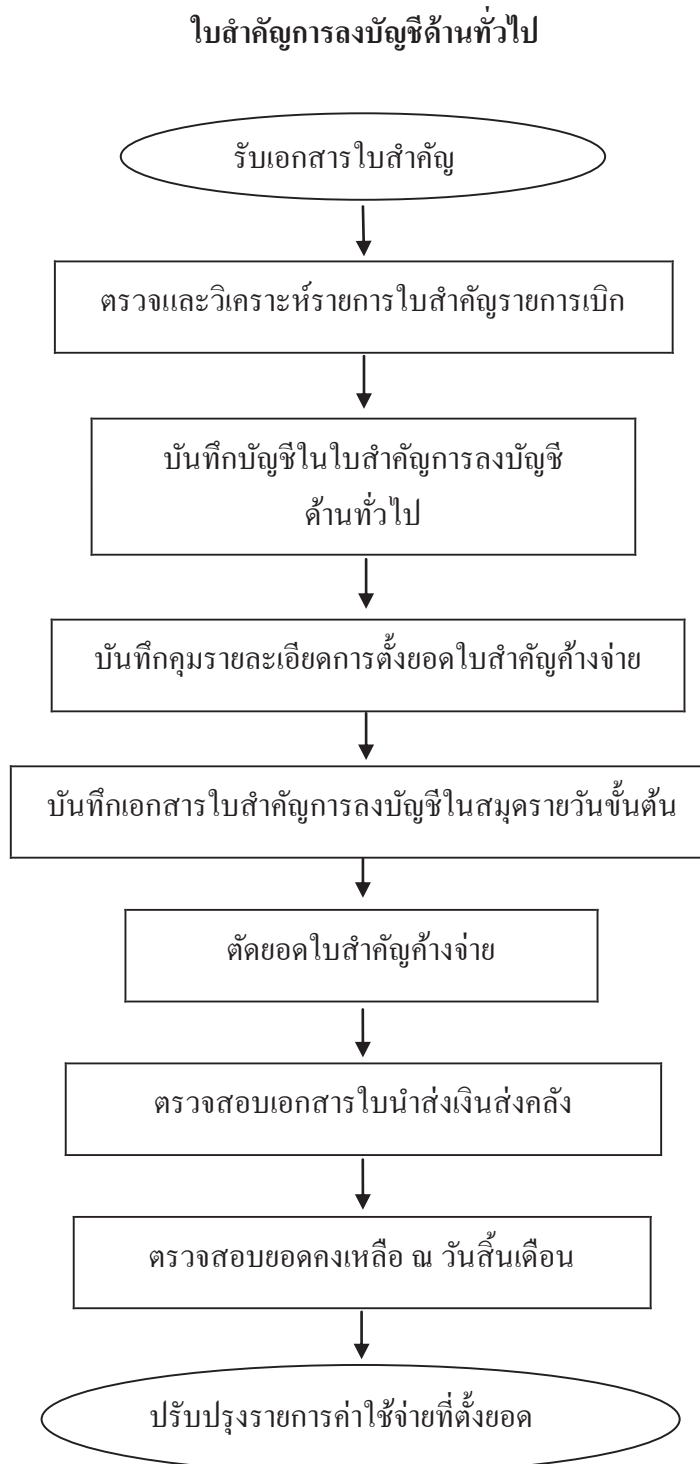 ใบสำคัญการลงบัญชีด้านทั่วไป
รับเอกสารใบสำคัญ
ตรวจและวิเคราะห์รายการใบสำคัญรายการเบิก
บันทึกบัญชีในใบสำคัญการลงบัญชี
ด้านทั่วไป
บันทึกคุมรายละเอียดการตั้งยอดใบสำคัญค้างจ่าย
บันทึกเอกสารใบสำคัญการลงบัญชีในสมุดรายวันขั้นต้น
ตัดยอดใบสำคัญค้างจ่าย
ตรวจสอบเอกสารใบนำส่งเงินส่งคลัง
ตรวจสอบยอดคงเหลือ ณ วันสิ้นเดือน
ปรับปรุงรายการค่าใช้จ่ายที่ตั้งยอด